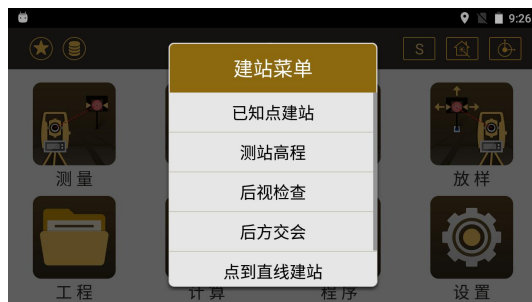 9:26
S
建站菜单
已知点建站
测站高程
后视检查
后方交会
点到直线建站
测量
放样
工程
计算
程序
设置